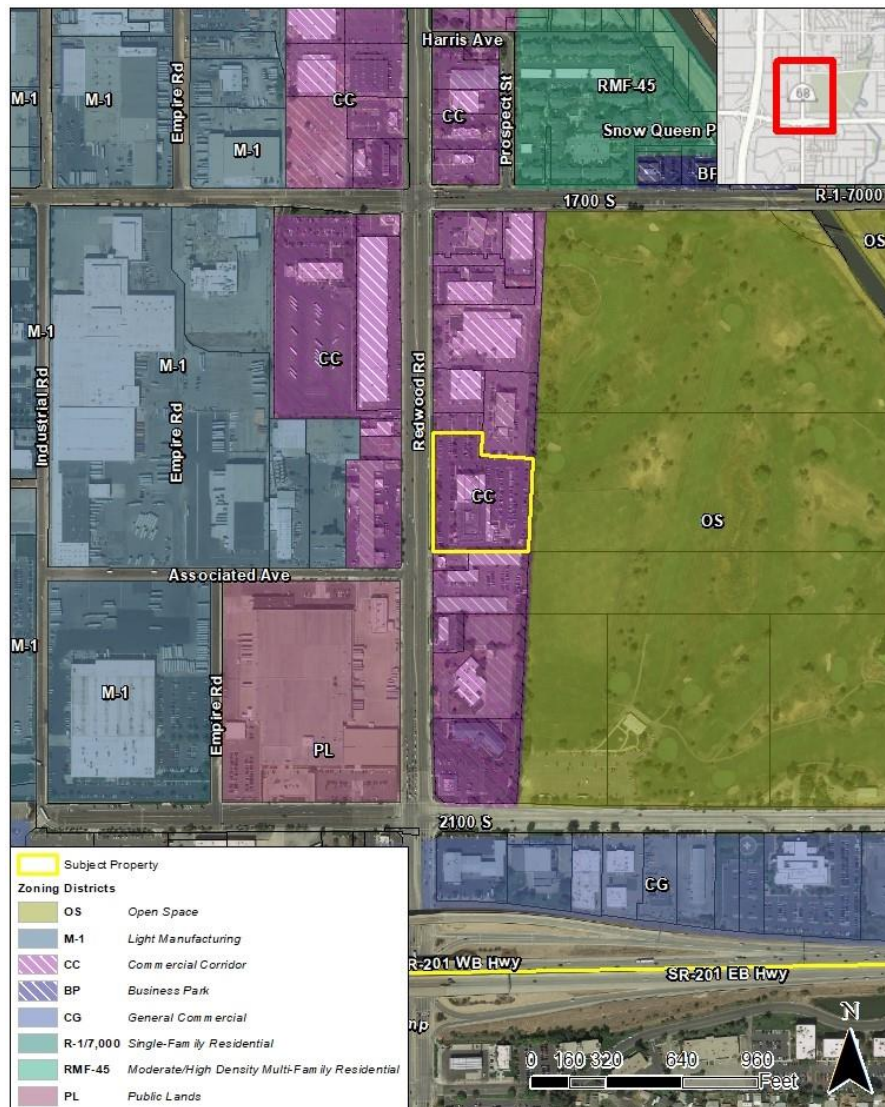 Harris Ave
68
M-1
M-1
Empire Rd
CC
CC
Prospect St
RMF-45
M-1
Snow Queen P
BP
1700 S
R-1-7000
OS
M-1
M-1
CC
Industrial Rd
Empire Rd
Redwood Rd
CC
OS
Associated Ave
M-1
M-1
Empire Rd
PL
2100 S
CG
R-201 WB Hwy
SR-201 EB Hwy
mp
Subject Property
Zoning Districts
OS Open Space
M-1 Light Manufacturing
CC Commercial Corridor
BP Business Park
CG General Commercial
R-1/7,000 Single-Family Residential
RMF-45 Moderate/High Density Multi-Family Residential
PL Public Lands
N
0 160 320 640 960
Feet